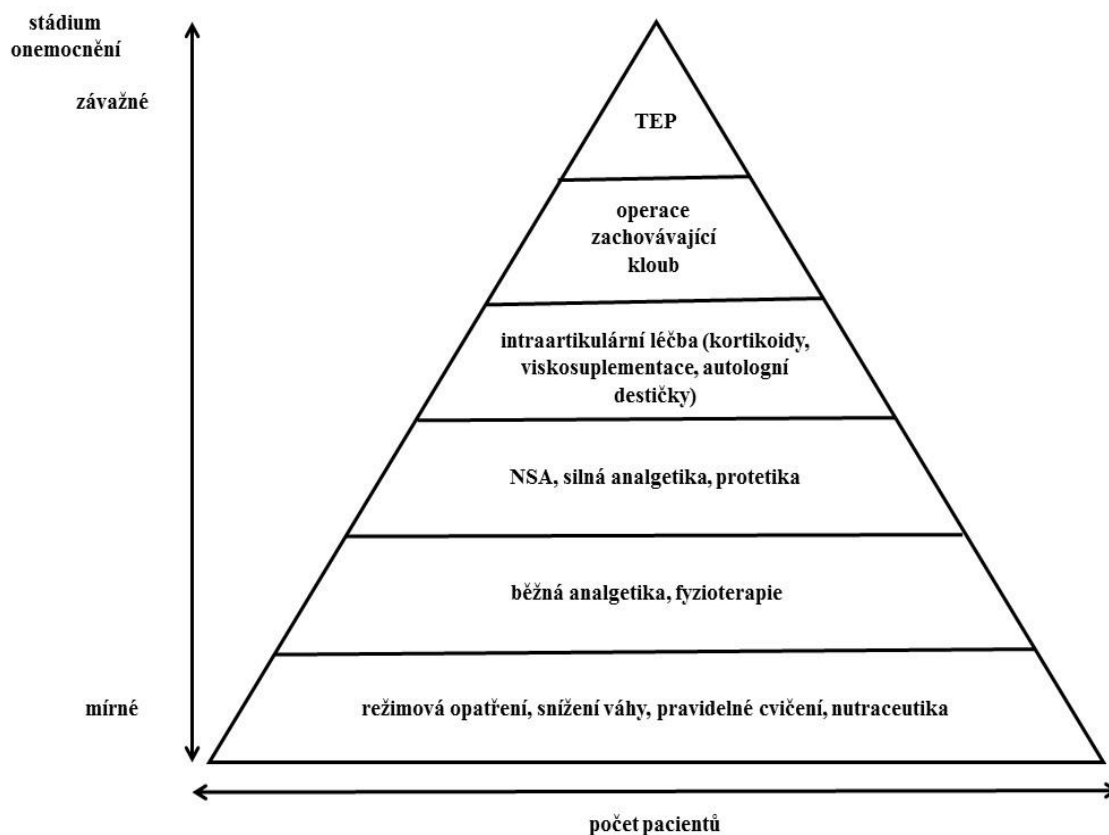 stádium
onemocnění
závažné
TEP
operace
zachovávající
kloub
intraartikulární léčba (kortikoidy,
viskosuplementace, autologní
destičky)
NSA, silná analgetika, protetika
běžná analgetika, fyzioterapie
mírné
režimová opatření, snížení váhy, pravidelné cvičení, nutraceutika
počet pacientů